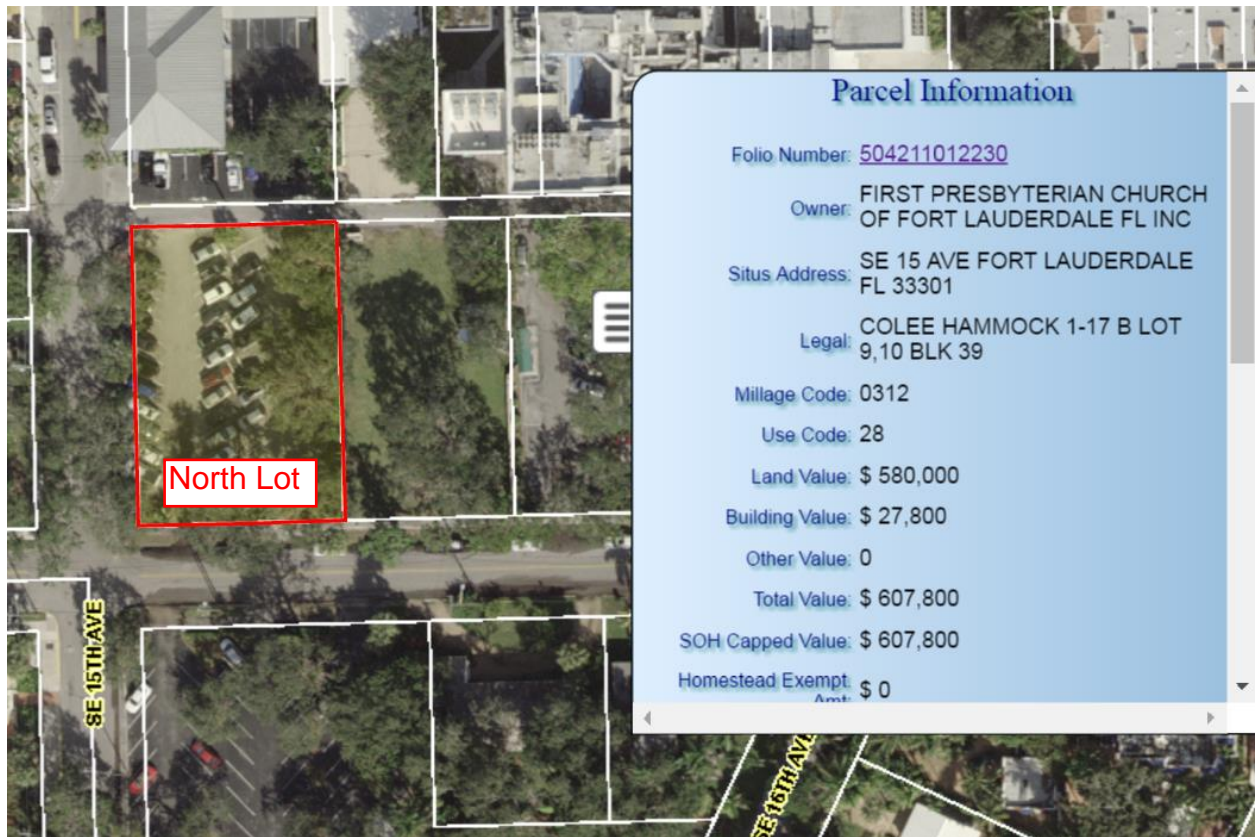 Parcel Information
Folio Number: 504211012230
Owner: FIRST PRESBYTERIAN CHURCH
OF FORT LAUDERDALE FL INC
Situs Address: SE 15 AVE FORT LAUDERDALE
FL 33301
Legal: COLEE HAMMOCK 1-17 B LOT
9,10 BLK 39
Millage Code: 0312
Use Code: 28
Land Value: $ 580,000
Building Value: $ 27,800
Other Value: 0
Total Value: $ 607,800
SOH Capped Value: $ 607,800
Homestead Exempt
Amt: $ 0
North Lot
SE 15TH AVE
SE 16TH AVE